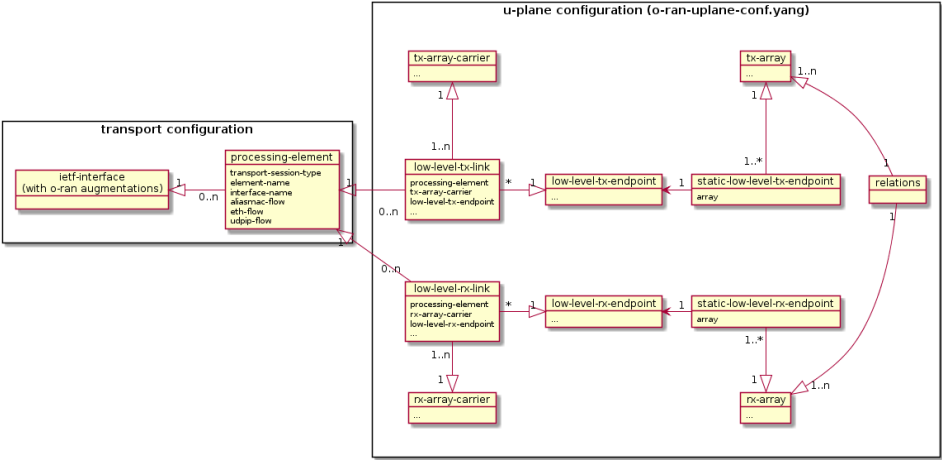 u-plane configuration (o-ran-uplane-conf.yang)
tx-array-carrier
...
tx-array
...
1
1..n
1
1..n
transport configuration
ietf-interface
(with o-ran augmentations)
1
0..n
processing-element
transport-session-type
element-name
interface-name
aliasmac-flow
eth-flow
udpip-flow
1
0..n
low-level-tx-link
processing-element
tx-array-carrier
low-level-tx-endpoint
...
*
1
low-level-tx-endpoint
...
1
1..*
static-low-level-tx-endpoint
array
1
relations
1
1
0..n
low-level-rx-link
processing-element
rx-array-carrier
low-level-rx-endpoint
...
*
1
low-level-rx-endpoint
...
1
static-low-level-rx-endpoint
array
1..n
1..*
1
1
1..n
rx-array-carrier
...
rx-array
...